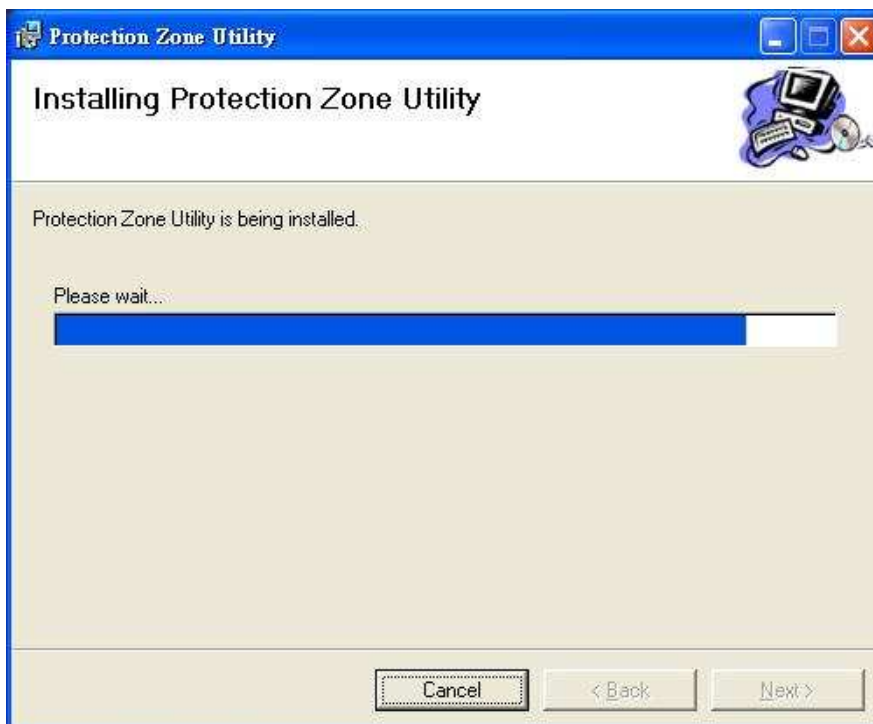 Protection Zone Utility
Installing Protection Zone Utility
Protection Zone Utility is being installed.
Please wait...
Cancel
< Back
Next >